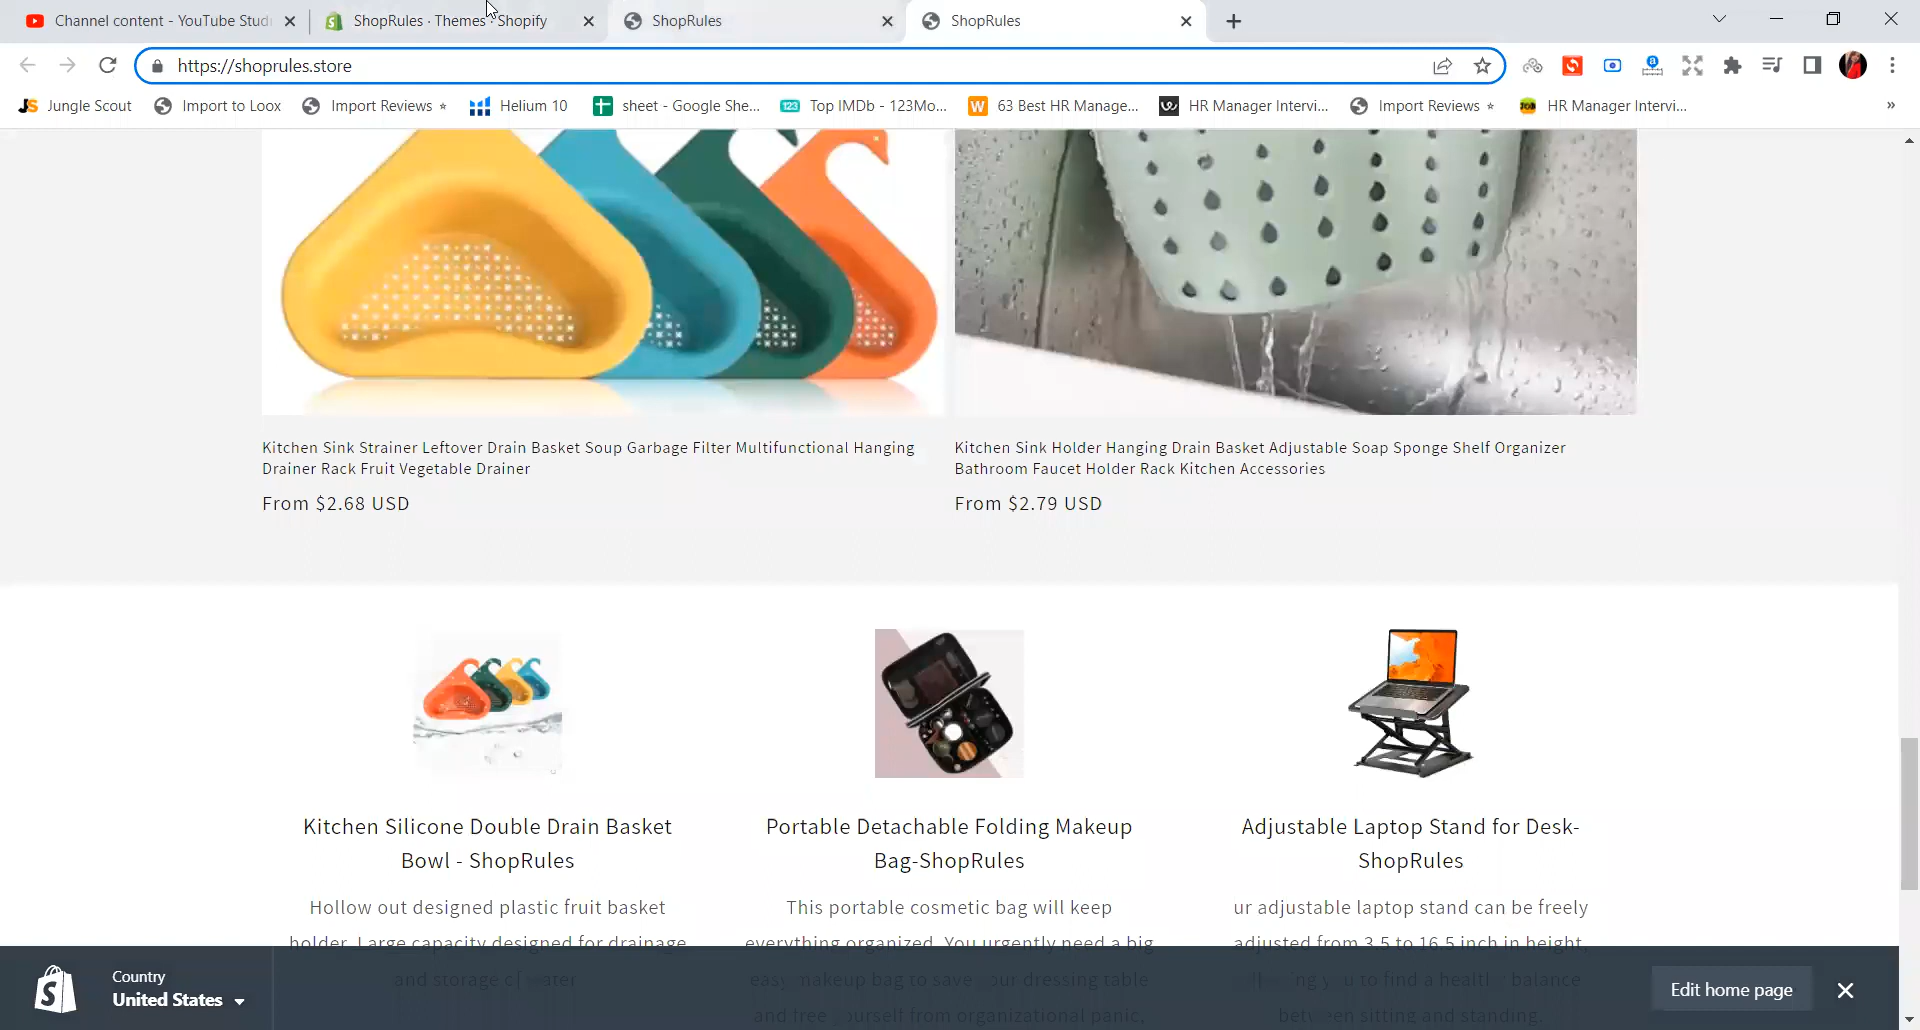 Channel content - YouTube Stud
ShopRules · Themes · Shopify
ShopRules
ShopRules
https://shoprules.store
Jungle Scout
Import to Loox
Import Reviews ★
Helium 10
sheet - Google She...
123
Top IMDb - 123Mo...
63 Best HR Manage...
HR Manager Intervi...
Import Reviews ★
HR Manager Intervi...
»
Kitchen Sink Strainer Leftover Drain Basket Soup Garbage Filter Multifunctional Hanging
Drainer Rack Fruit Vegetable Drainer
From $2.68 USD
Kitchen Sink Holder Hanging Drain Basket Adjustable Soap Sponge Shelf Organizer
Bathroom Faucet Holder Rack Kitchen Accessories
From $2.79 USD
Kitchen Silicone Double Drain Basket
Bowl - ShopRules
Hollow out designed plastic fruit basket
holder. Large capacity designed for drainage
and storage of water
Portable Detachable Folding Makeup
Bag-ShopRules
This portable cosmetic bag will keep
everything organized. You urgently need a big
easy makeup bag to save your dressing table
and free yourself from organizational panic.
Adjustable Laptop Stand for Desk-
ShopRules
ur adjustable laptop stand can be freely
adjusted from 3.5 to 16.5 inch in height,
you to find a healthy balance
between sitting and standing.
Country
United States
Edit home page